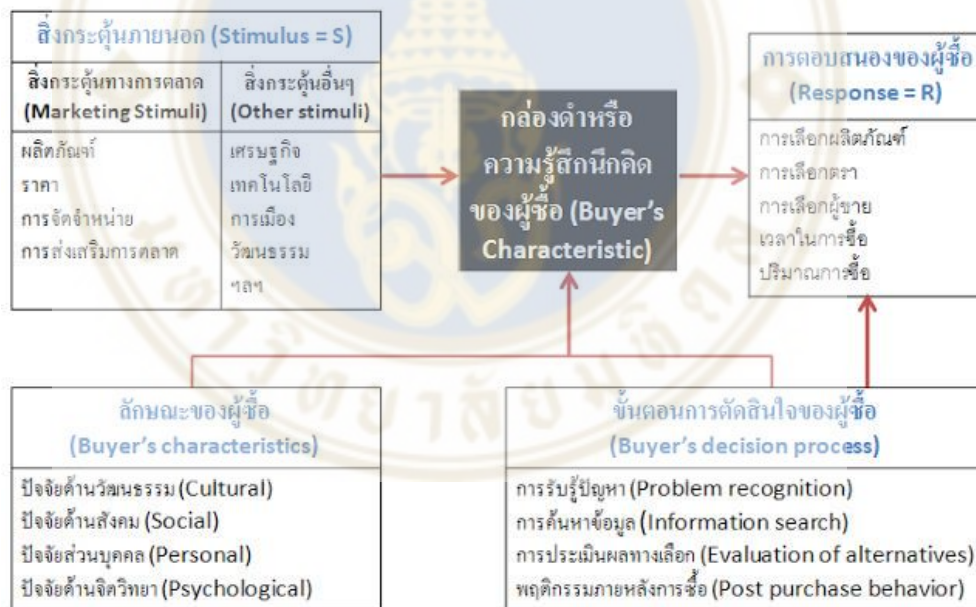 สิ่งกระตุ้นภายนอก (Stimulus = S)
สิ่งกระตุ้นทางการตลาด
(Marketing Stimuli)
ผลิตภัณฑ์
ราคา
การจัดจำหน่าย
การส่งเสริมการตลาด
สิ่งกระตุ้นอื่นๆ
(Other stimuli)
เศรษฐกิจ
เทคโนโลยี
การเมือง
วัฒนธรรม
ฯลฯ
กล่องดำหรือ
ความรู้สึกนึกคิด
ของผู้ซื้อ (Buyer's
Characteristic)
การตอบสนองของผู้ซื้อ
(Response = R)
การเลือกผลิตภัณฑ์
การเลือกตรา
การเลือกผู้ขาย
เวลาในการซื้อ
ปริมาณการซื้อ
ลักษณะของผู้ซื้อ
(Buyer's characteristics)
ปัจจัยด้านวัฒนธรรม (Cultural)
ปัจจัยด้านสังคม (Social)
ปัจจัยส่วนบุคคล (Personal)
ปัจจัยด้านจิตวิทยา (Psychological)
ขั้นตอนการตัดสินใจของผู้ซื้อ
(Buyer's decision process)
การรับรู้ปัญหา (Problem recognition)
การค้นหาข้อมูล (Information search)
การประเมินผลทางเลือก (Evaluation of alternatives)
พฤติกรรมภายหลังการซื้อ (Post purchase behavior)
มหาวิทยาลัยมหิดล